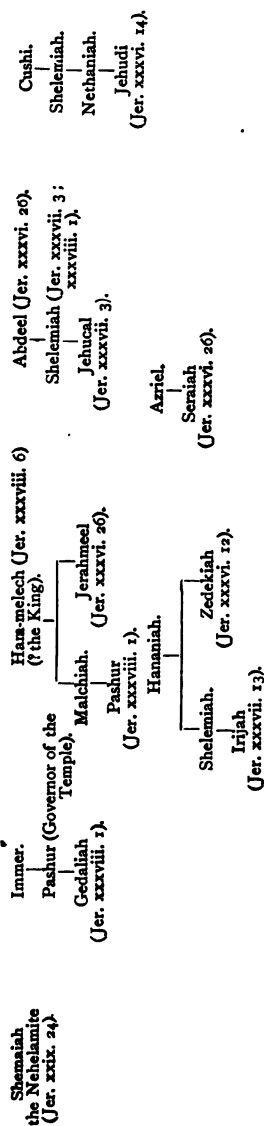 Shemaiah
the Nehelamite
(Jer. xxix. 24).
Immer.
Pashur (Governor of the
Temple).
Gedaliah
(Jer. xxxviii. 1).
Ham-melech (Jer. xxxviii. 6)
(? the King).
Malchiah.
Pashur
(Jer. xxxviii. 1).
Jerahmeel
(Jer. xxxvi. 26).
Abdeel (Jer. xxxvi. 26).
Shelemiah (Jer. xxxvii. 3;
xxxviii. 1).
Jehucal
(Jer. xxxvii. 3).
Cushi.
Shelemiah.
Nethaniah.
Jehudi
(Jer. xxxvi. 14).
Hananiah.
Shelemiah.
Irijah
(Jer. xxxvii. 13).
Zedekiah
(Jer. xxxvi. 12).
Azriel.
Seraiah
(Jer. xxxvi. 26).